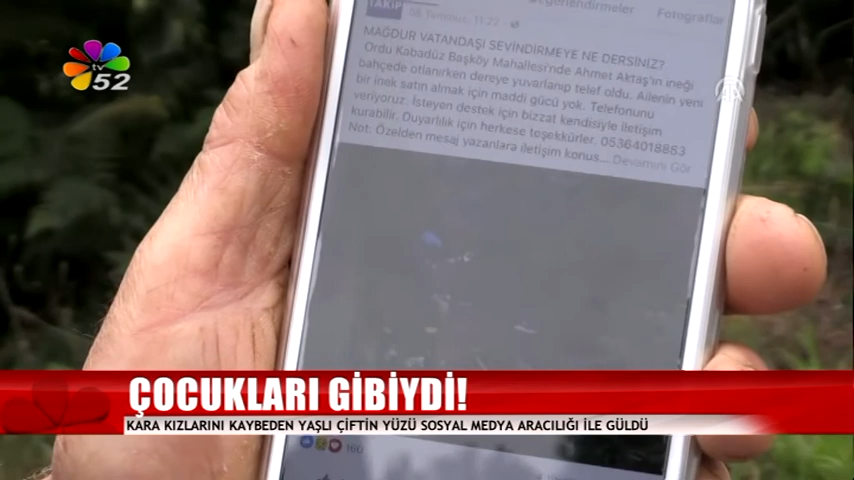 TAKİP
06 Temmuz, 11:22
Değerlendirmeler
Fotoğraflar
MAĞDUR VATANDAŞI SEVİNDİRMEYE NE DERSİNİZ?
Ordu Kabadüz Başköy Mahallesi'nde Ahmet Aktaş'ın ineği
bahçede otlanırken dereye yuvarlanıp telef oldu. Ailenin yeni
bir inek satın almak için maddi gücü yok. Telefonunu
veriyoruz. İsteyen destek için bizzat kendisiyle iletişim
kurabilir. Duyarlılık için herkese teşekkürler. 05364018853
Not: Özelden mesaj yazanlara iletişim konus... Devamını Gör
tv
52
160
ÇOCUKLARI GİBİYDİ!
KARA KIZLARINI KAYBEDEN YAŞLI ÇİFTİN YÜZÜ SOSYAL MEDYA ARACILIĞI İLE GÜLDÜ